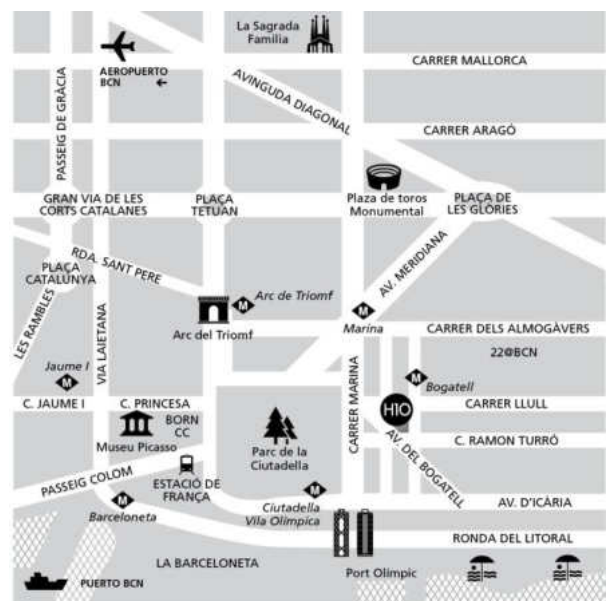 La Sagrada
Família
CARRER MALLORCA
AEROPUERTO
BCN ←
PASSEIG DE GRÀCIA
AVINGUDA DIAGONAL
CARRER ARAGÓ
GRAN VIA DE LES
CORTS CATALANES
PLAÇA
TETUAN
Plaza de toros
Monumental
PLAÇA DE
LES GLÒRIES
RDA. SANT PERE
AV. MERIDIANA
PLAÇA
CATALUNYA
LES RAMBLES
VIA LAIETANA
M
Arc de Triomf
Arc del Triomf
M
Marina
CARRER DELS ALMOGÀVERS
22@BCN
Jaume I
M
M
Bogatell
CARRER MARINA
C. JAUME I
C. PRINCESA
H10
CARRER LLULL
BORN
CC
Museu Picasso
Parc de la
Ciutadella
C. RAMON TURRÓ
AV. DEL BOGATELL
PASSEIG COLOM
ESTACIÓ DE
FRANÇA
M
Barceloneta
M
Ciutadella
Vila Olímpica
AV. D'ICÀRIA
RONDA DEL LITORAL
LA BARCELONETA
Port Olímpic
PUERTO BCN